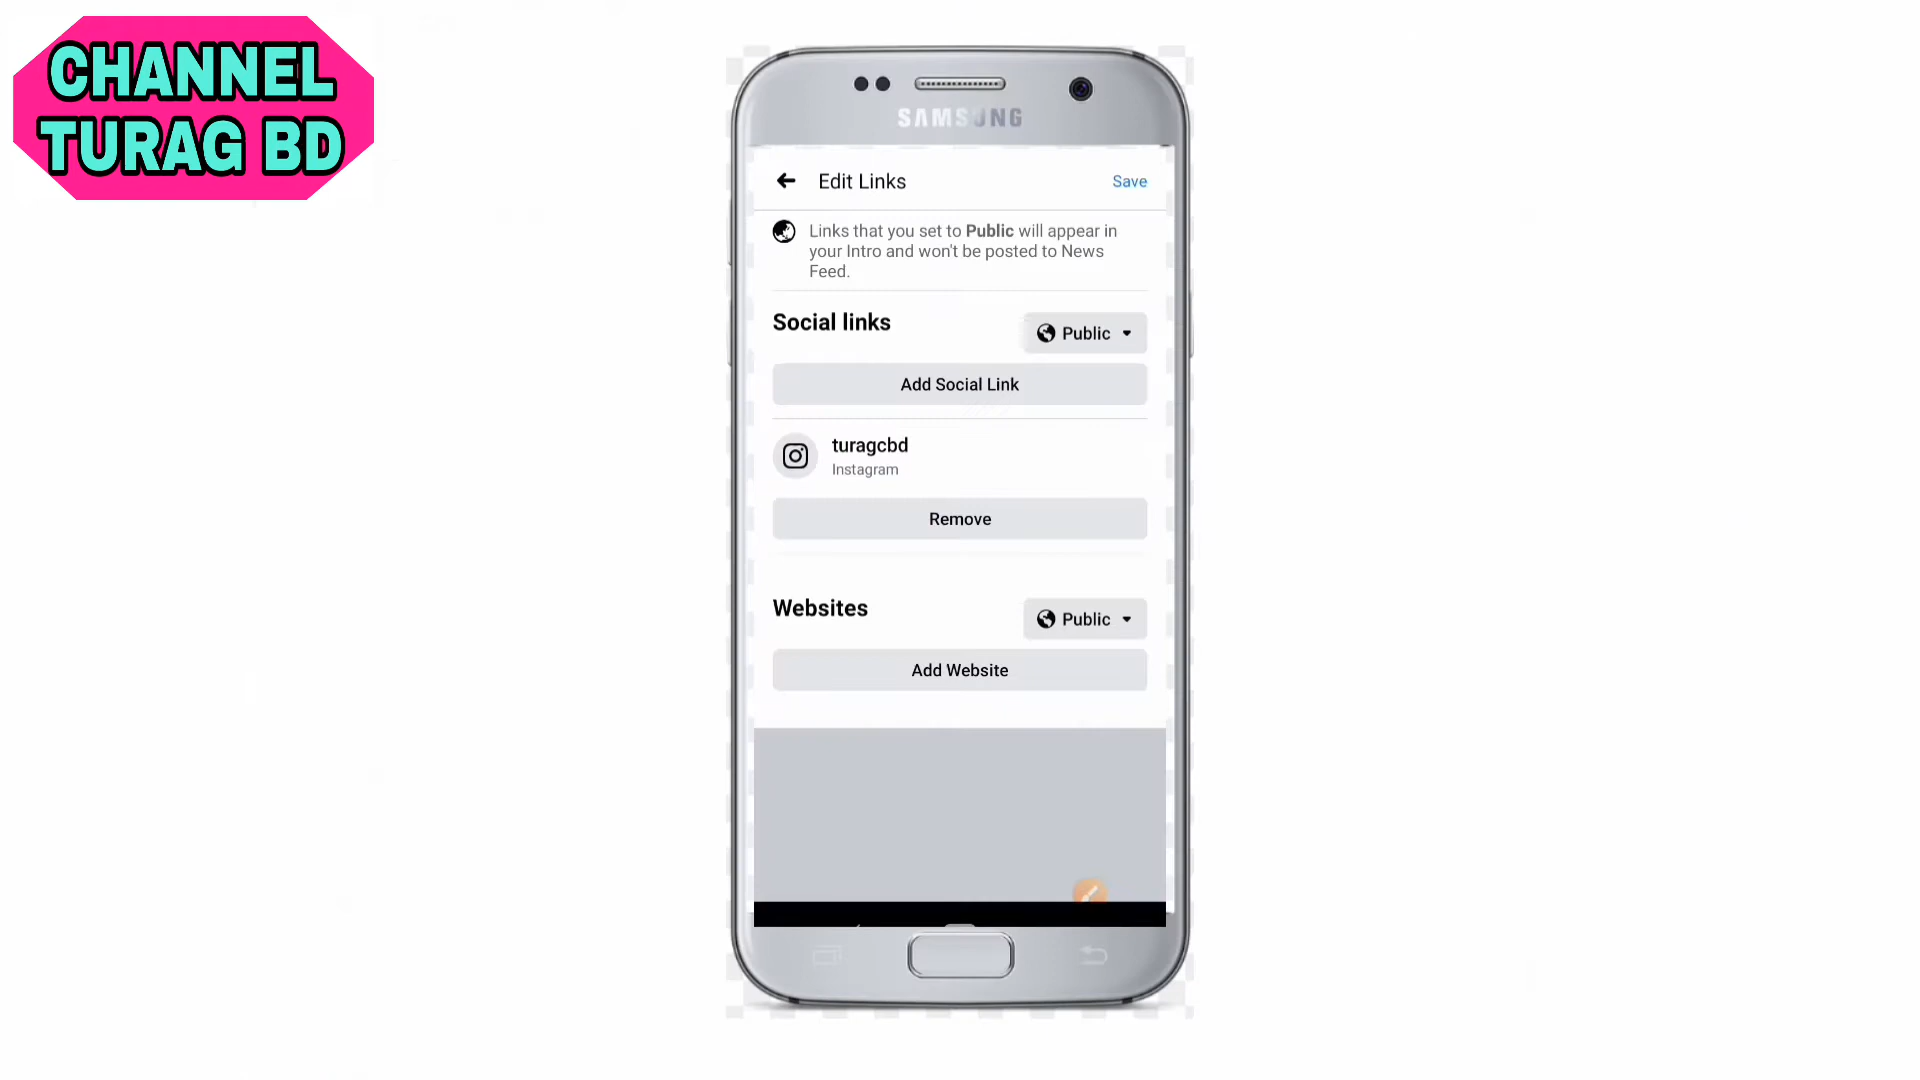 CHANNEL
TURAG BD
SAMSUNG
Edit Links
Save
Links that you set to Public will appear in
your Intro and won't be posted to News
Feed.
Social links
Public
Add Social Link
turagcbd
Instagram
Remove
Websites
Public
Add Website